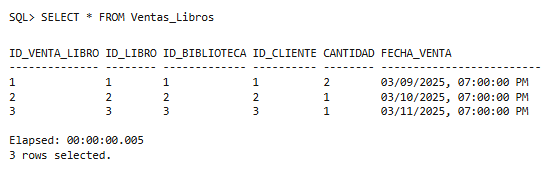 SQL> SELECT * FROM Ventas_Libros
ID_VENTA_LIBRO ID_LIBRO ID_BIBLIOTECA ID_CLIENTE CANTIDAD FECHA_VENTA
-------------- -------- ------------- ---------- -------- --------------------------
1              1        1             1          2        03/09/2025, 07:00:00 PM
2              2        2             2          1        03/10/2025, 07:00:00 PM
3              3        3             3          1        03/11/2025, 07:00:00 PM
Elapsed: 00:00:00.005
3 rows selected.